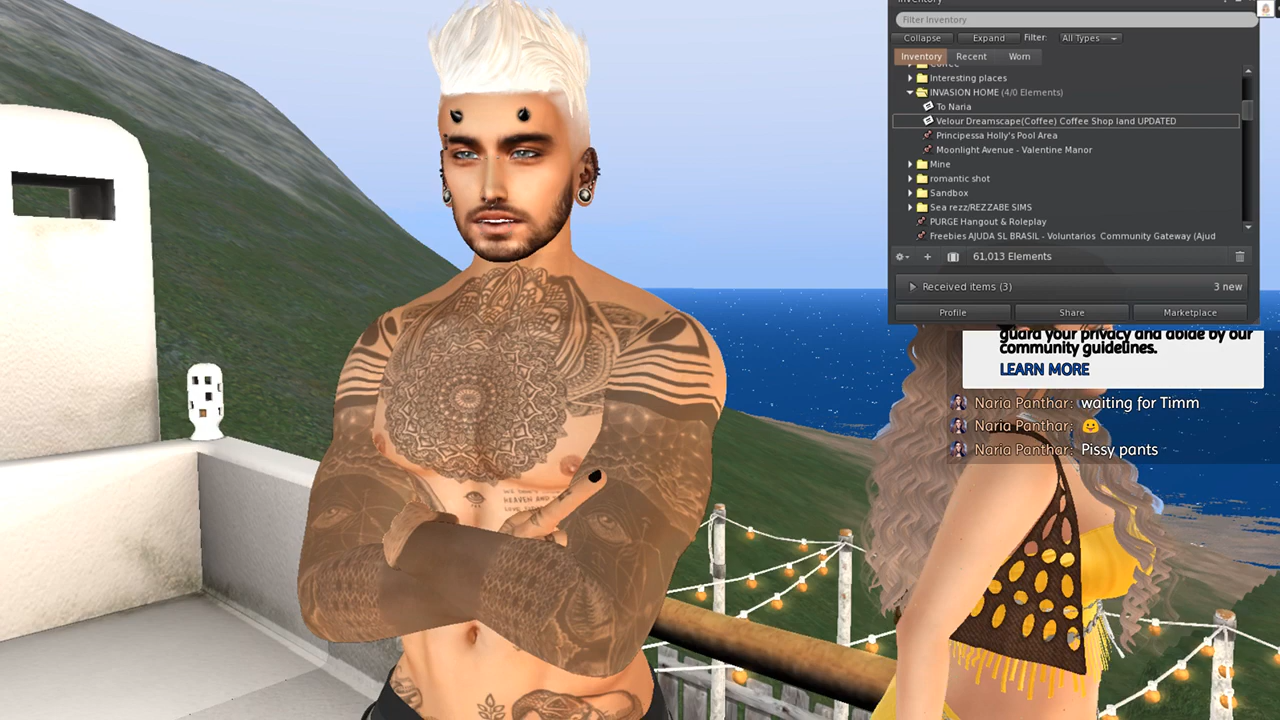 Inventory
Filter Inventory
Collapse Expand Filter: All Types
Inventory Recent Worn
Interesting places
INVASION HOME (4/0 Elements)
To Naria
Velour Dreamscape(Coffee) Coffee Shop land UPDATED
Principessa Holly's Pool Area
Moonlight Avenue - Valentine Manor
Mine
romantic shot
Sandbox
Sea rezz/REZZABE SIMS
PURGE Hangout & Roleplay
Freebies AJUDA SL BRASIL - Voluntarios Community Gateway (Ajud
61,013 Elements
Received items (3) 3 new
Profile Share Marketplace
guard your privacy and abide by our
community guidelines.
LEARN MORE
Naria Panthar: waiting for Timm
Naria Panthar: 🙂
Naria Panthar: Pissy pants
HEAVEN AND